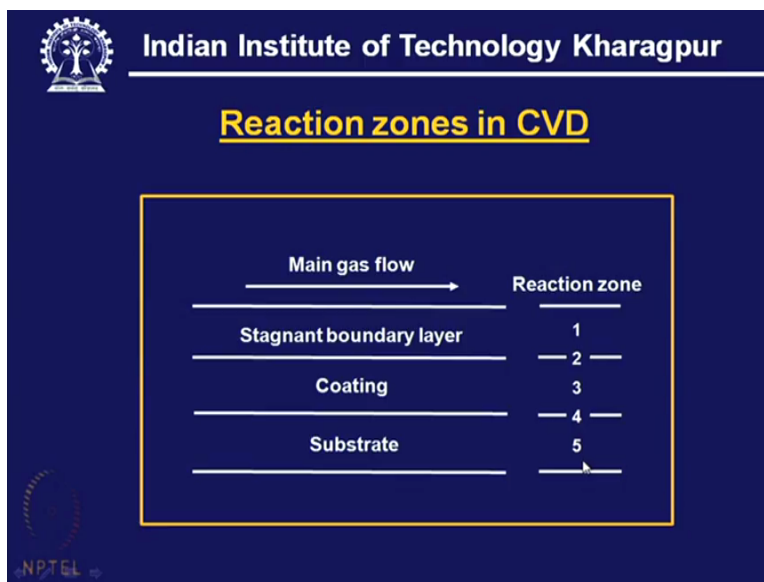 Indian Institute of Technology Kharagpur
Reaction zones in CVD
Main gas flow
Reaction zone
Stagnant boundary layer
1
2
Coating
3
4
Substrate
5
NPTEL